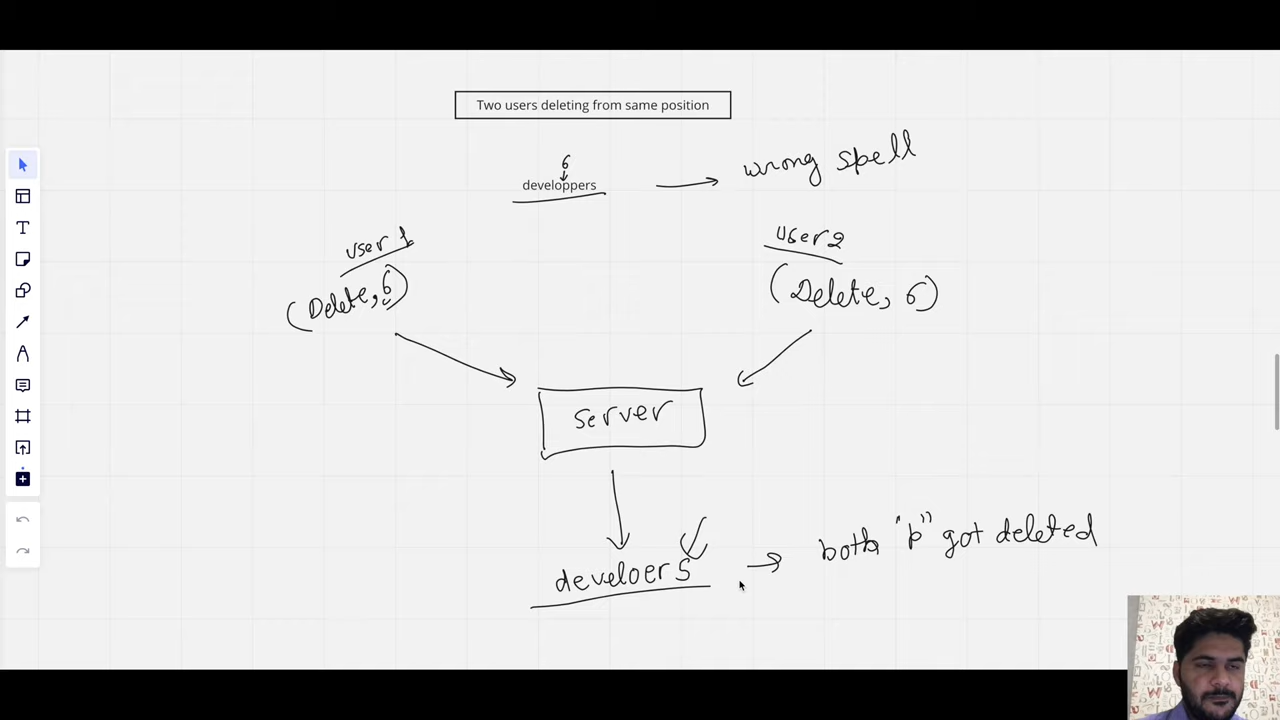 Two users deleting from same position
6
developpers
wrong spell
user 1
(Delete, 6)
user 2
(Delete, 6)
server
develoers
both "p" got deleted